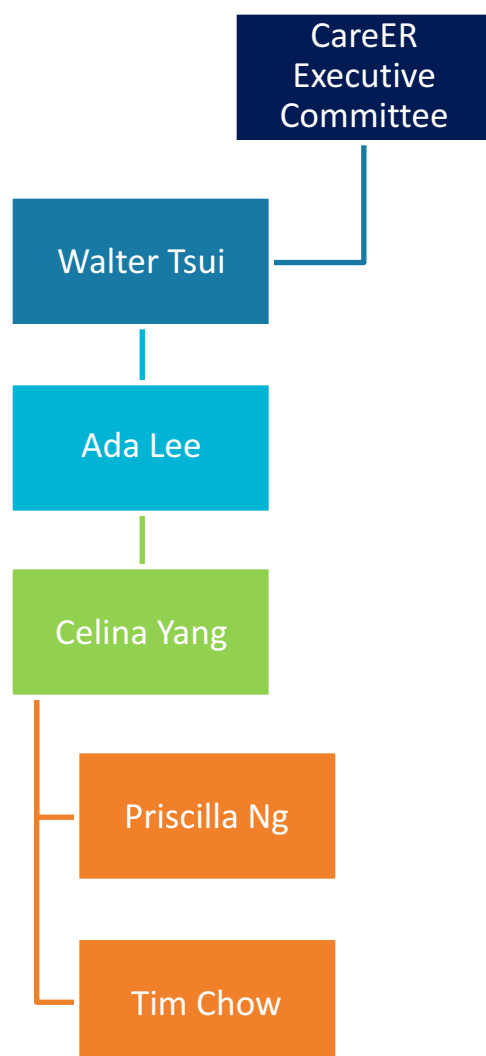 CareER
Executive
Committee
Walter Tsui
Ada Lee
Celina Yang
Priscilla Ng
Tim Chow